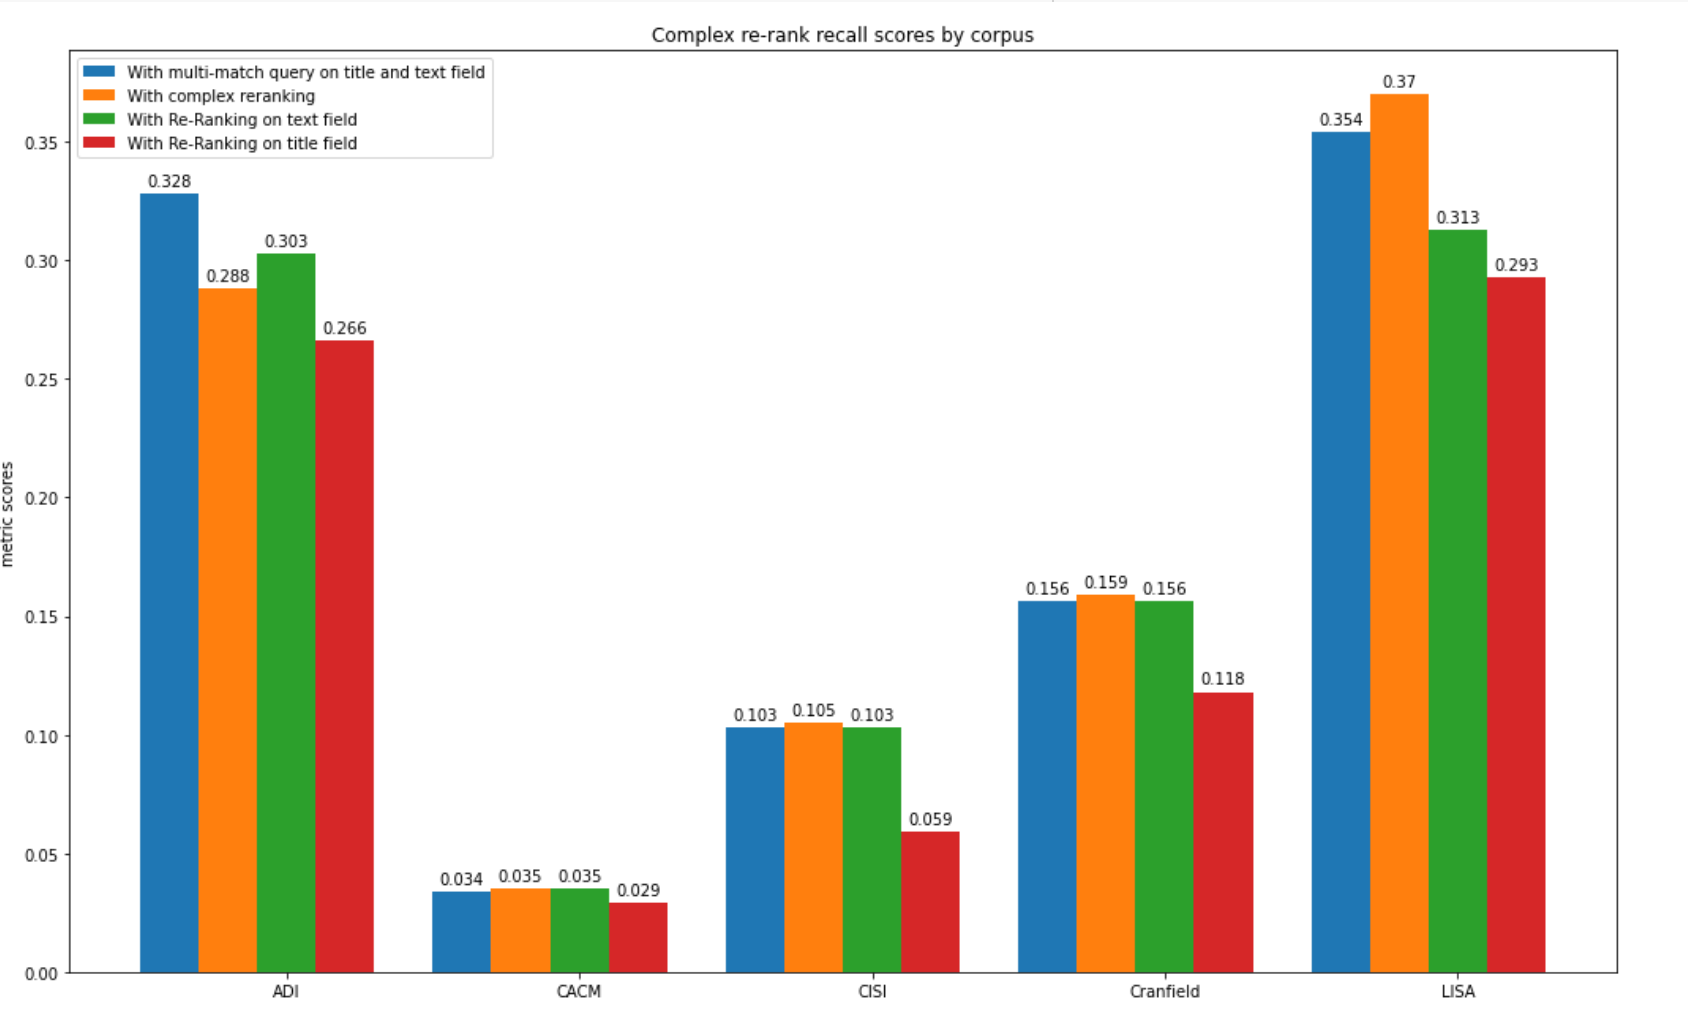 Complex re-rank recall scores by corpus
With multi-match query on title and text field
With complex reranking
With Re-Ranking on text field
With Re-Ranking on title field
metric scores
0.35
0.30
0.25
0.20
0.15
0.10
0.05
0.00
0.328
0.288
0.303
0.266
0.034
0.035
0.035
0.029
0.103
0.105
0.103
0.059
0.156
0.159
0.156
0.118
0.354
0.37
0.313
0.293
ADI
CACM
CISI
Cranfield
LISA